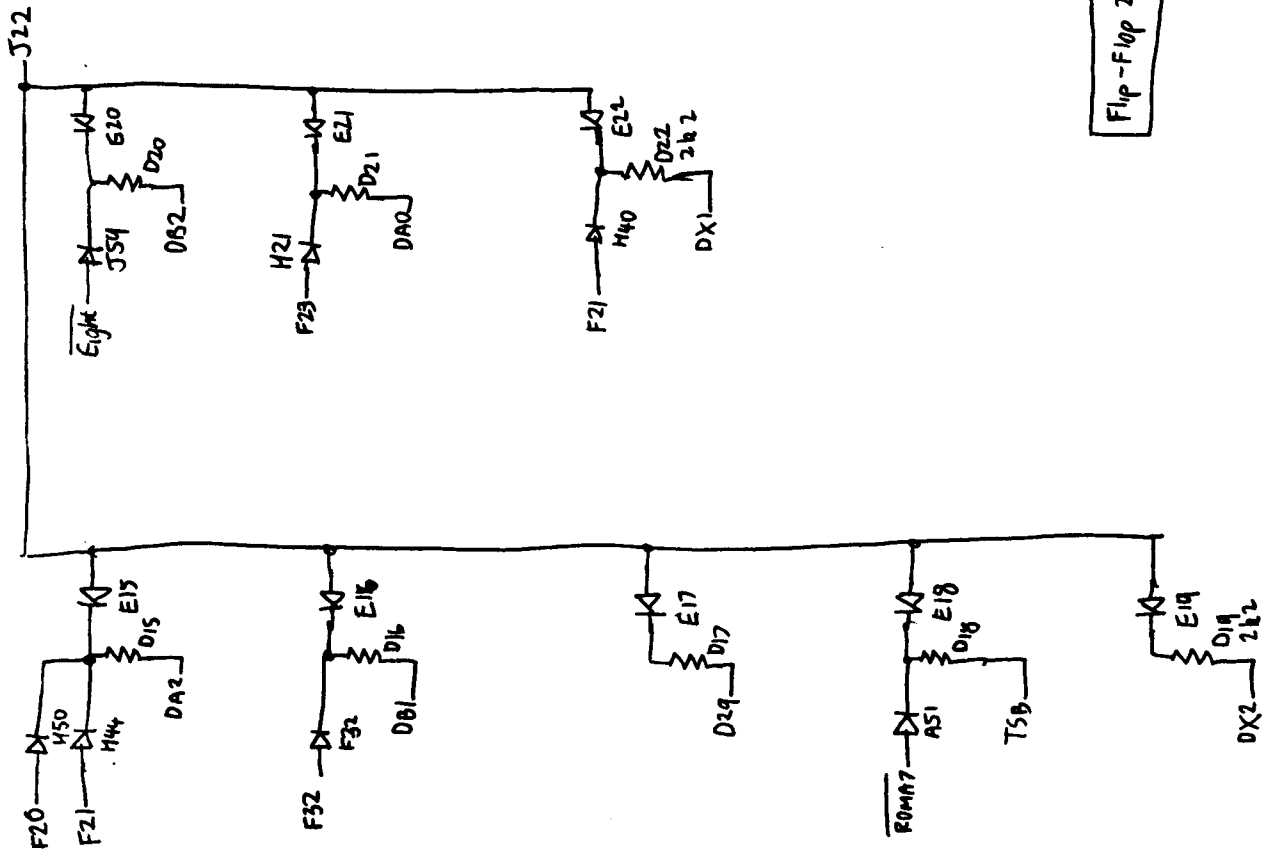 J22
E20
D20
J54
DB2
Eight
E21
D21
H21
DA0
F23
E22
D22
2k2
H40
DX1
F21
Flip-Flop 2
E15
D15
H50
H44
DA2
F20
F21
E16
D16
F32
DB1
F32
E17
D17
D29
E18
D18
A51
TSB
ROMA7
E19
D19
2k2
DX2